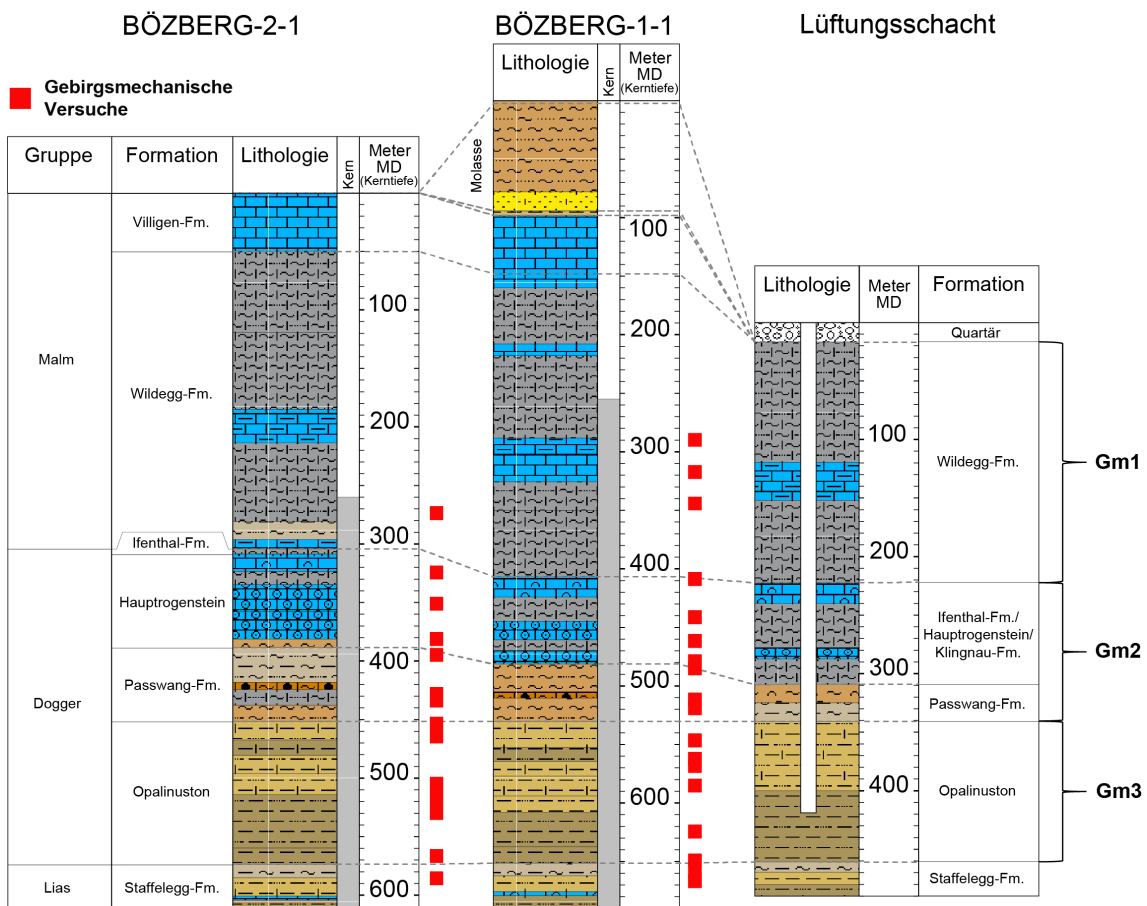 BÖZBERG-2-1
BÖZBERG-1-1
Lüftungsschacht
Gebirgsmechanische
Versuche
Gruppe
Formation
Lithologie
Kern
Meter
MD
(Kerntiefe)
Malm
Dogger
Lias
Villigen-Fm.
Wildegg-Fm.
Ifenthal-Fm.
Hauptrogenstein
Passwang-Fm.
Opalinuston
Staffelegg-Fm.
100
200
300
400
500
600
Molasse
Lithologie
Kern
Meter
MD
(Kerntiefe)
100
200
300
400
500
600
Lithologie
Meter
MD
Formation
100
200
300
400
Quartär
Wildegg-Fm.
Ifenthal-Fm./
Hauptrogenstein/
Klingnau-Fm.
Passwang-Fm.
Opalinuston
Staffelegg-Fm.
Gm1
Gm2
Gm3